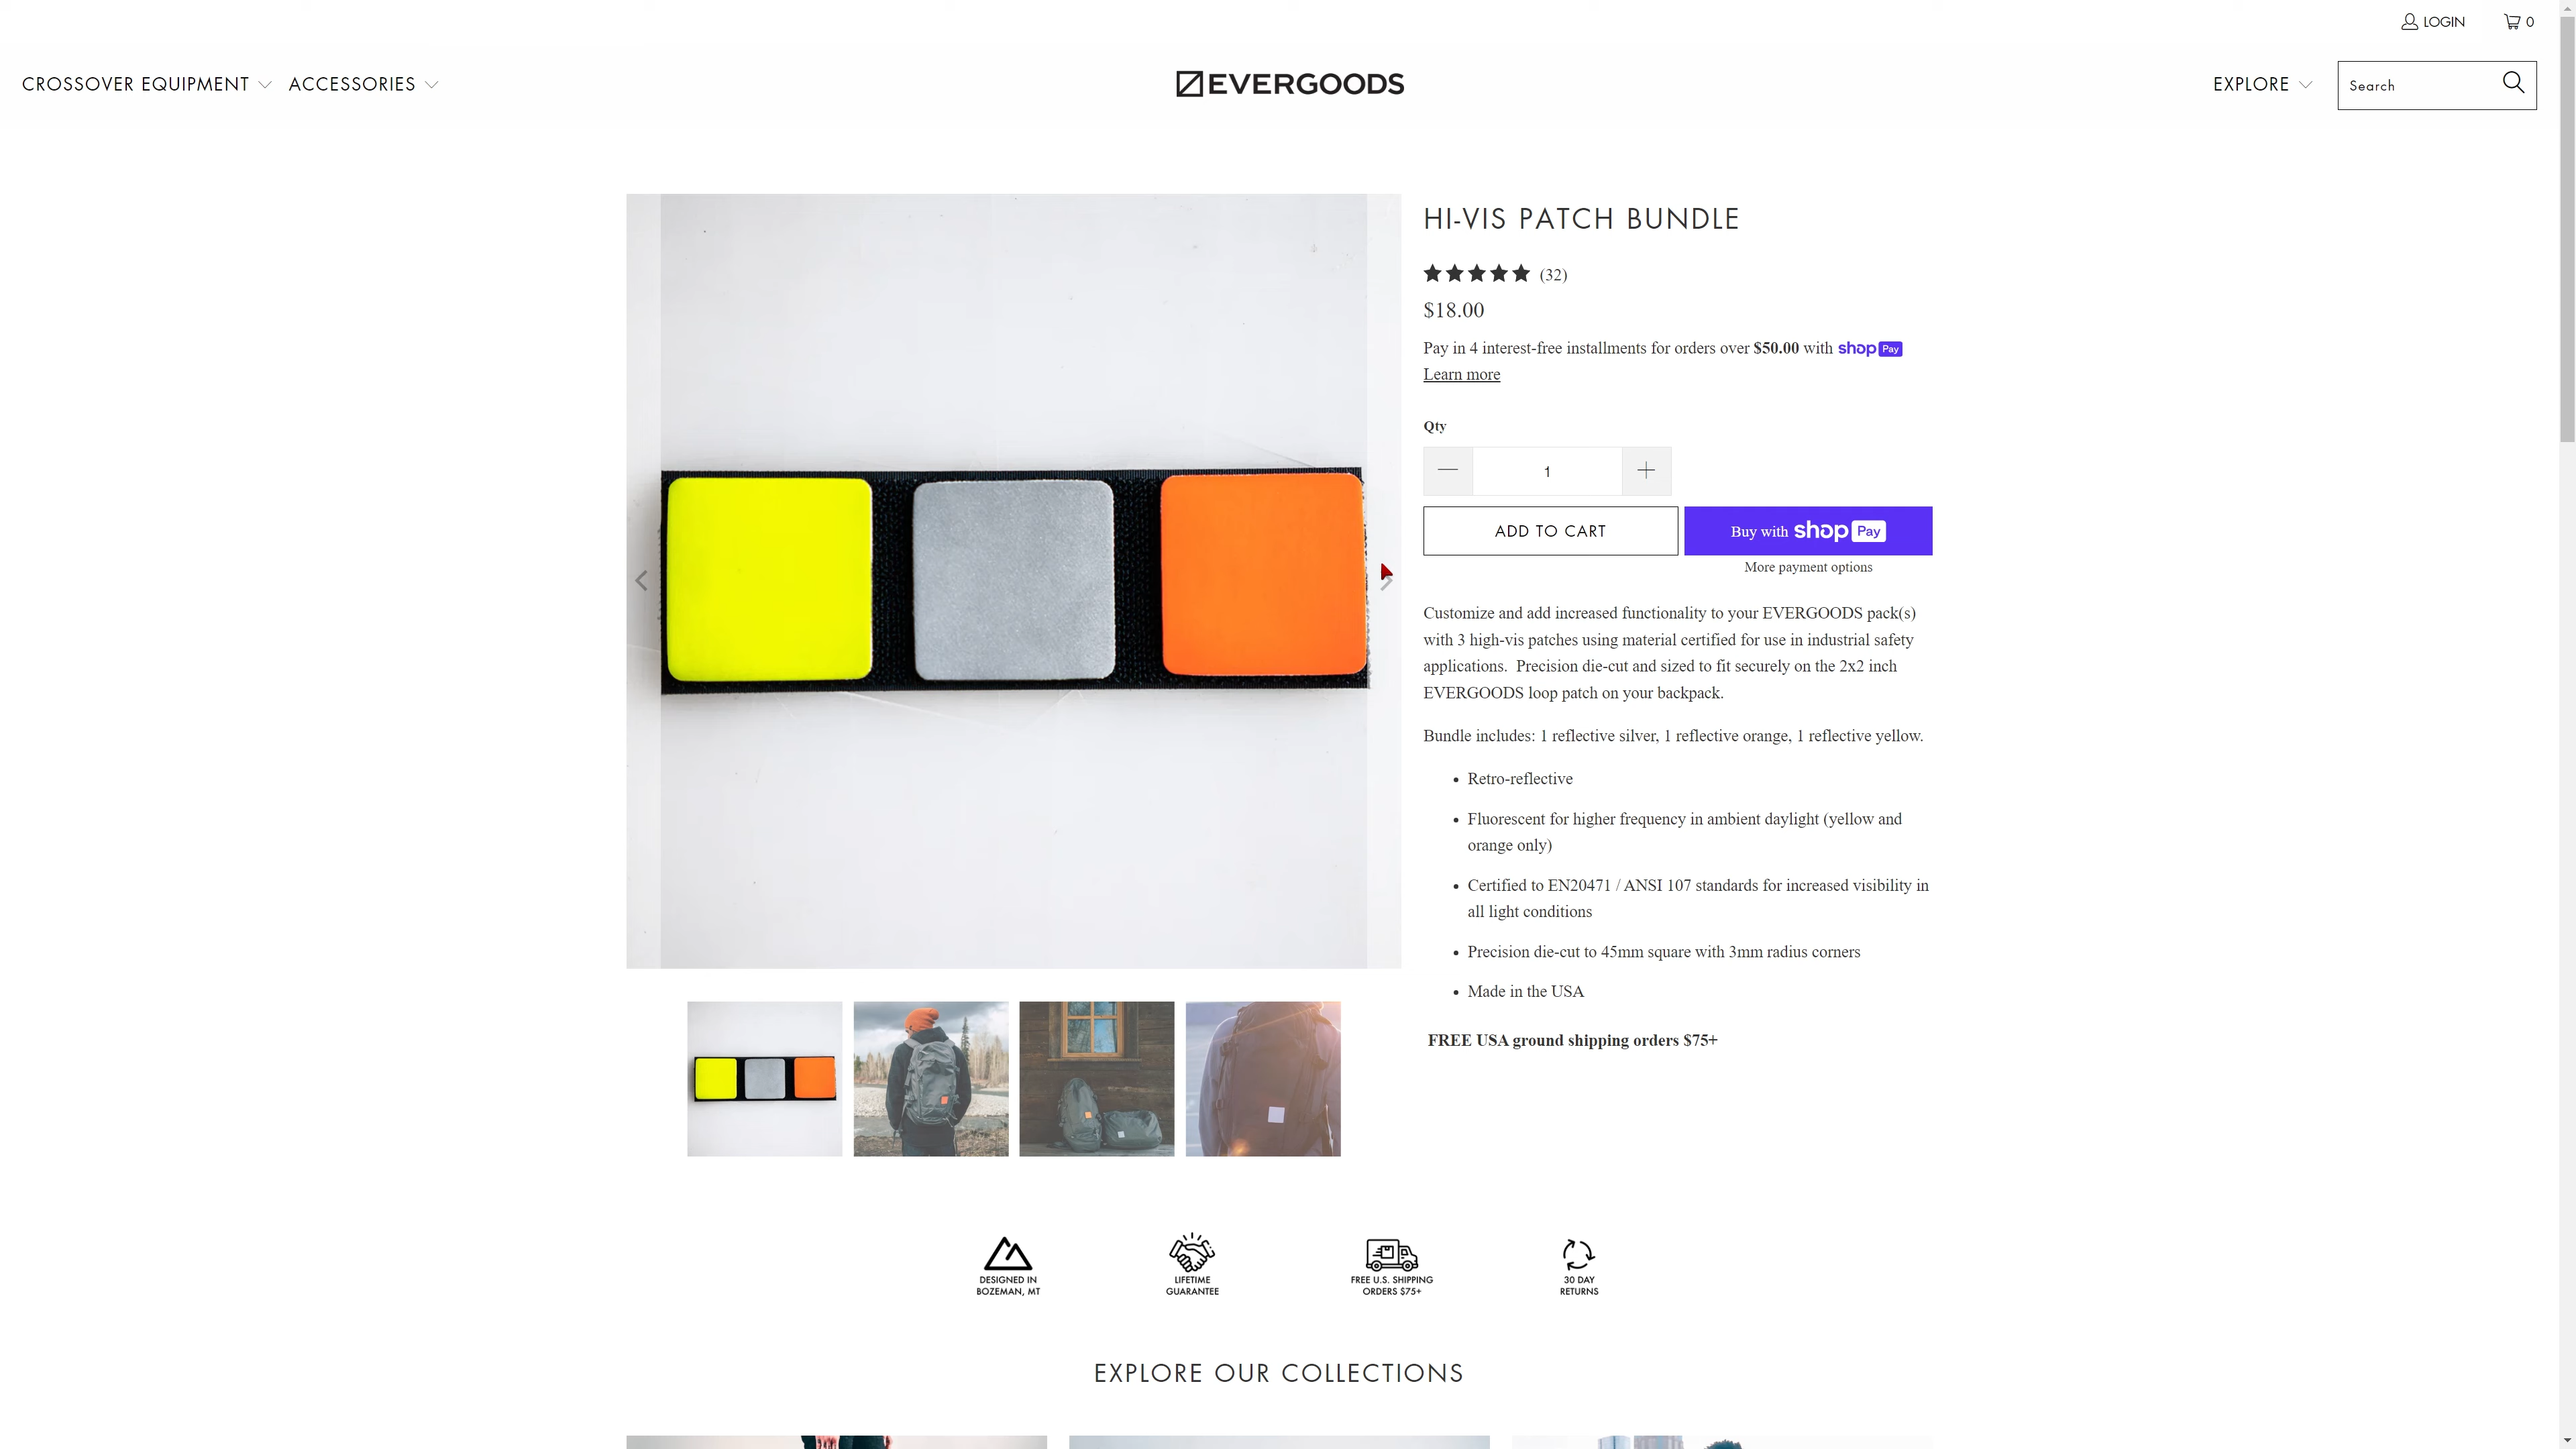 LOGIN
0
CROSSOVER EQUIPMENT
ACCESSORIES
EVERGOODS
EXPLORE
Search
HI-VIS PATCH BUNDLE
(32)
$18.00
Pay in 4 interest-free installments for orders over $50.00 with shop Pay
Learn more
Qty
1
ADD TO CART
Buy with shop Pay
More payment options
Customize and add increased functionality to your EVERGOODS pack(s)
with 3 high-vis patches using material certified for use in industrial safety
applications. Precision die-cut and sized to fit securely on the 2x2 inch
EVERGOODS loop patch on your backpack.
Bundle includes: 1 reflective silver, 1 reflective orange, 1 reflective yellow.
• Retro-reflective
• Fluorescent for higher frequency in ambient daylight (yellow and
orange only)
• Certified to EN20471 / ANSI 107 standards for increased visibility in
all light conditions
• Precision die-cut to 45mm square with 3mm radius corners
• Made in the USA
FREE USA ground shipping orders $75+
DESIGNED IN
BOZEMAN, MT
LIFETIME
GUARANTEE
FREE U.S. SHIPPING
ORDERS $75+
30 DAY
RETURNS
EXPLORE OUR COLLECTIONS